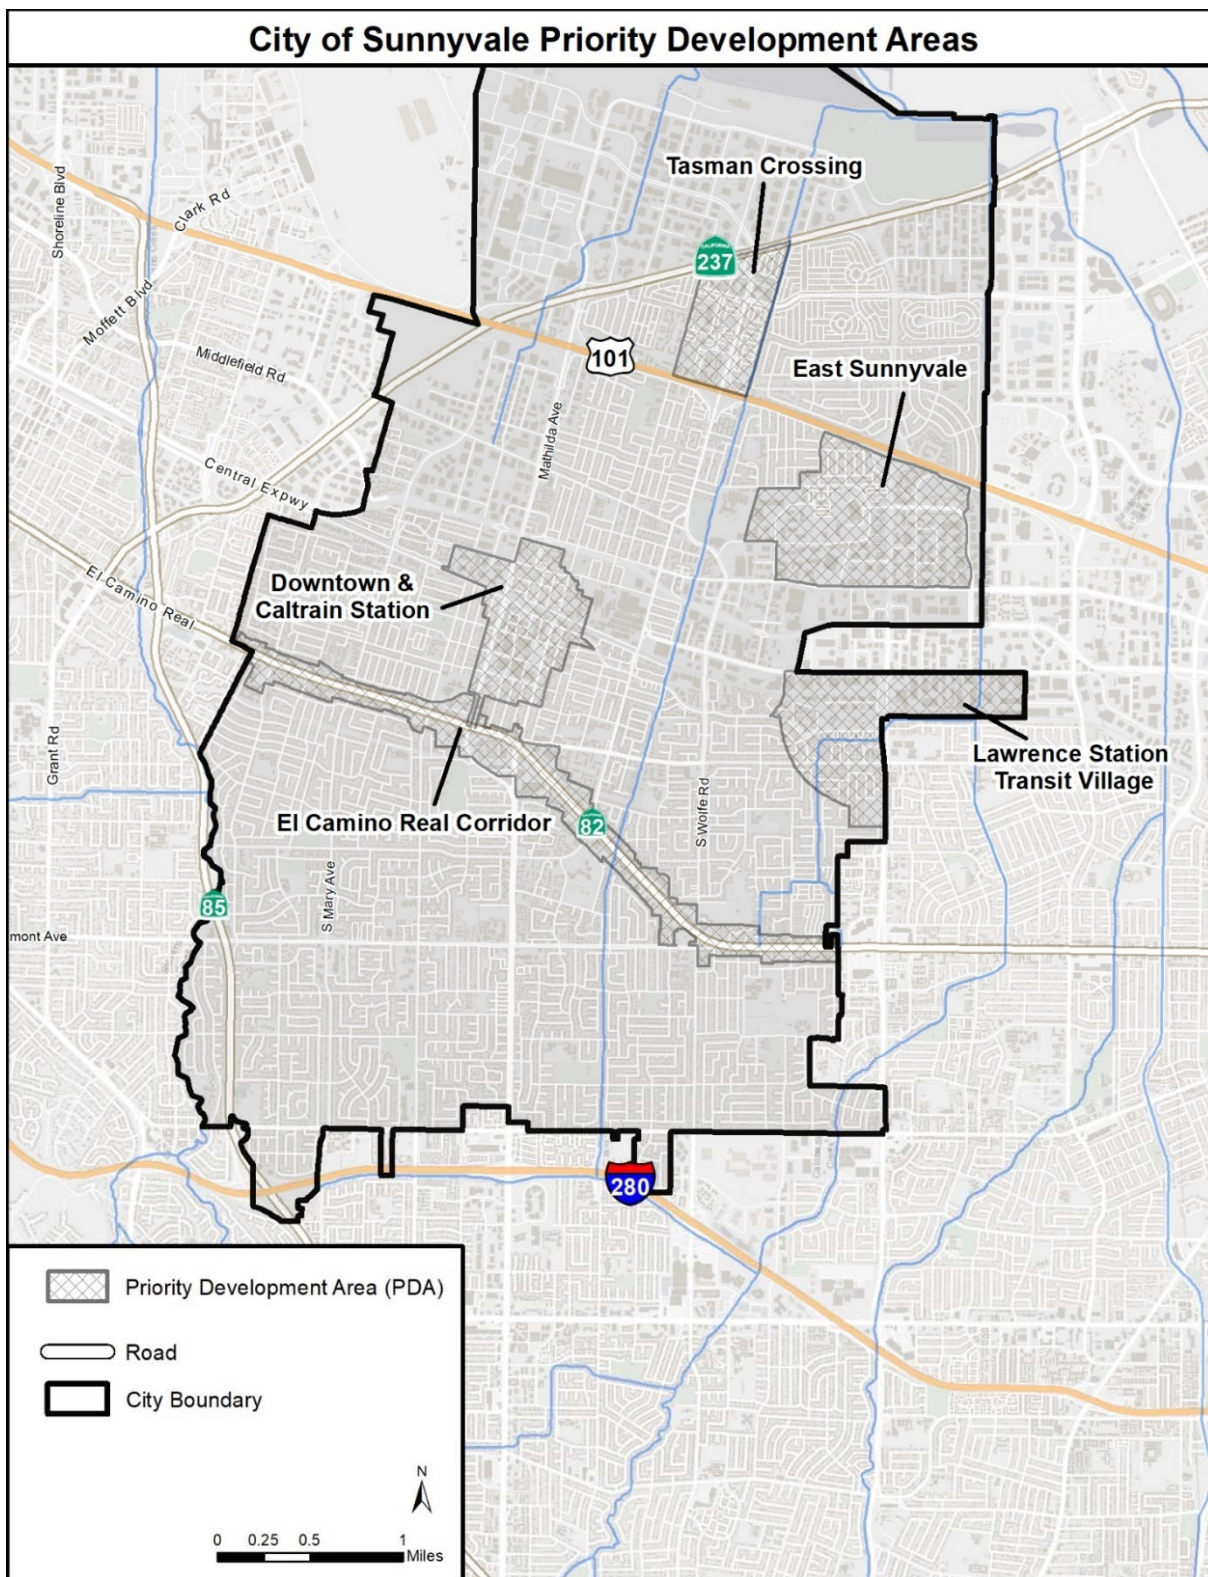 City of Sunnyvale Priority Development Areas
Tasman Crossing
Shoreline Blvd
Clark Rd
CALIFORNIA
237
Moffett Blvd
Middlefield Rd
101
East Sunnyvale
Mathilda Ave
Central Expwy
El Camino Real
Downtown &
Caltrain Station
Grant Rd
Lawrence Station
Transit Village
El Camino Real Corridor
82
S Wolfe Rd
S Mary Ave
85
mont Ave
280
Priority Development Area (PDA)
Road
City Boundary
N
0 0.25 0.5 1
Miles